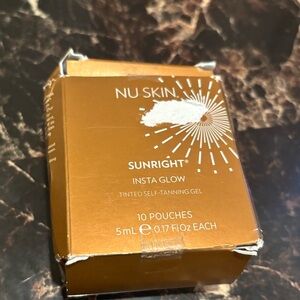 NU SKIN.
SUNRIGHT®
INSTA GLOW
TINTED SELF-TANNING GEL
10 POUCHES
5 mL ℮ 0.17 Fl Oz EACH